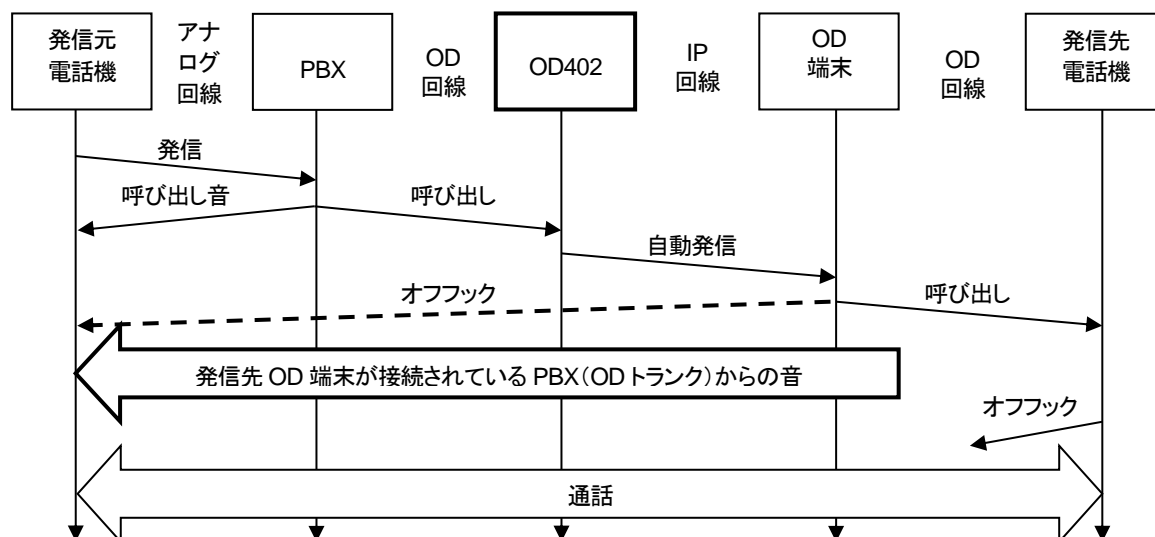 発信元
電話機
アナ
ログ
回線
PBX
OD
回線
OD402
IP
回線
OD
端末
OD
回線
発信先
電話機
発信
呼び出し音
呼び出し
自動発信
オフフック
呼び出し
発信先 OD 端末が接続されている PBX(OD トランク)からの音
オフフック
通話